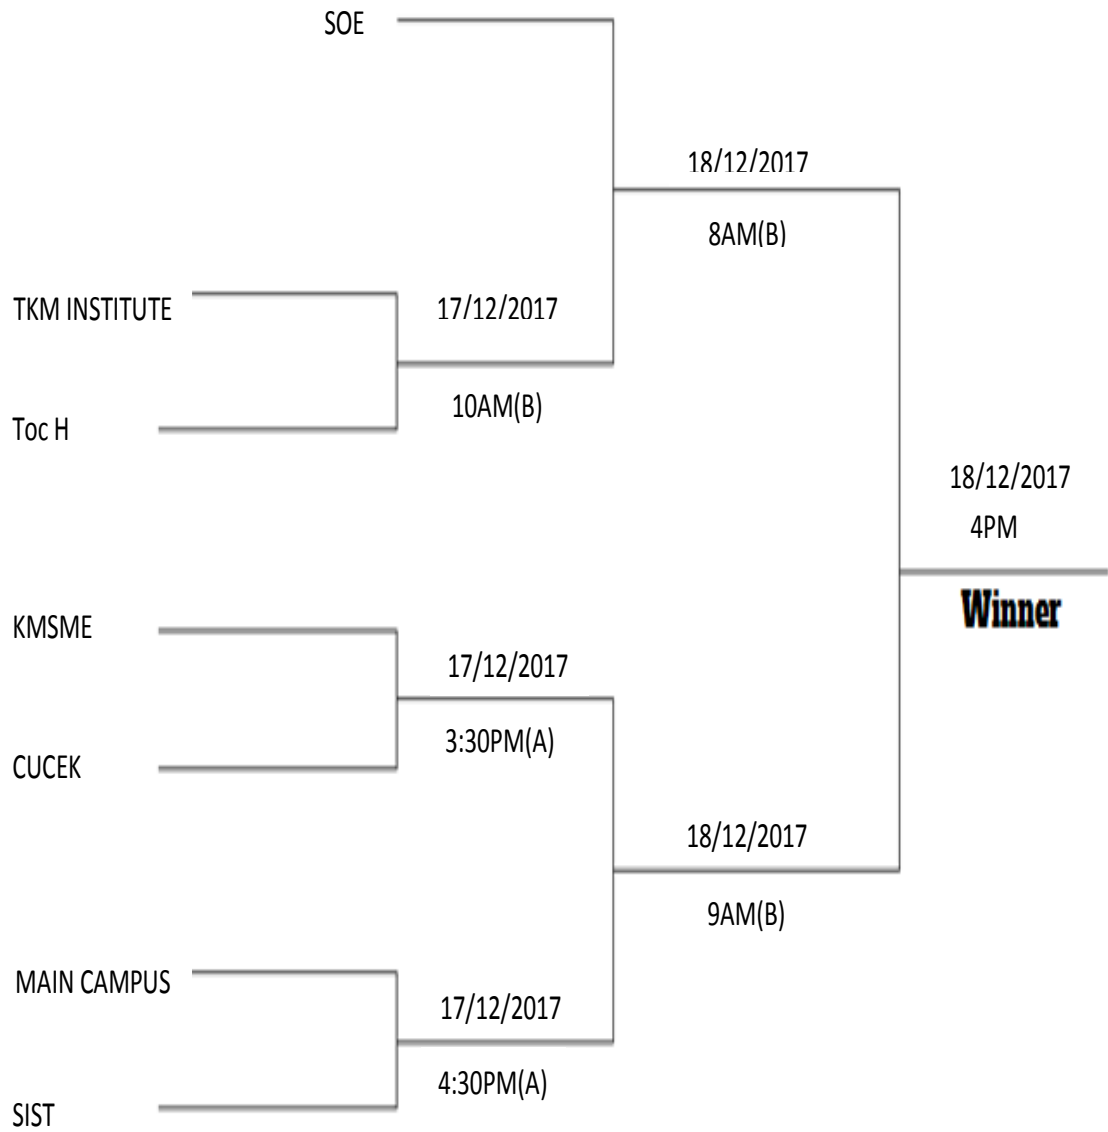 SOE
18/12/2017
8AM(B)
TKM INSTITUTE
17/12/2017
10AM(B)
Toc H
18/12/2017
4PM
Winner
KMSME
17/12/2017
3:30PM(A)
CUCEK
18/12/2017
9AM(B)
MAIN CAMPUS
17/12/2017
4:30PM(A)
SIST